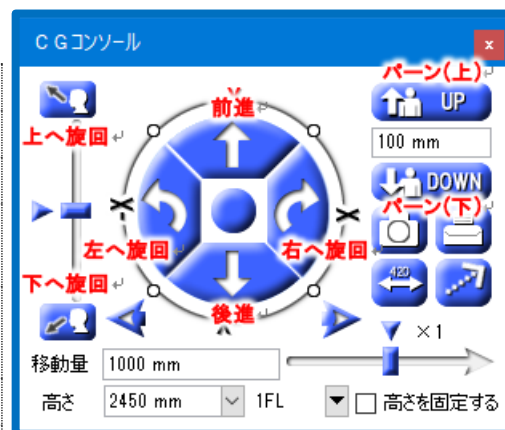 CGコンソール
x
パーン(上)
UP
前進
上へ旋回
100 mm
DOWN
パーン(下)
左へ旋回
右へ旋回
下へ旋回
420
後進
×1
移動量
1000 mm
高さ
2450 mm
1FL
高さを固定する